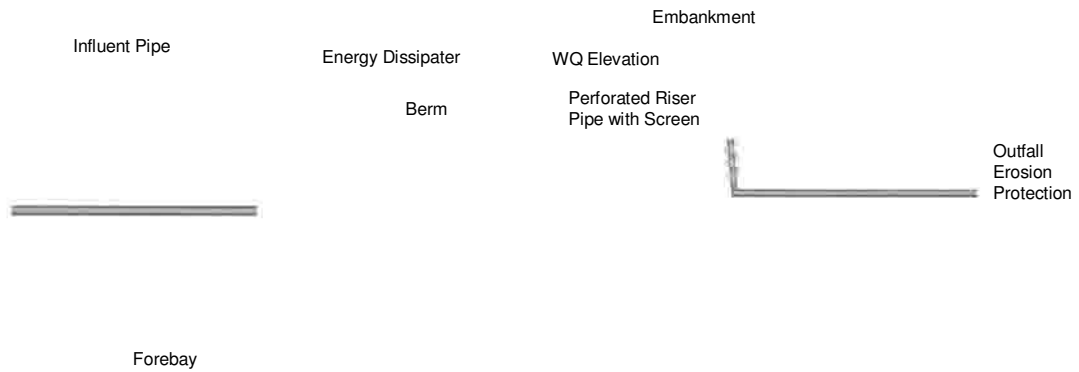 Embankment
Influent Pipe
Energy Dissipater
WQ Elevation
Berm
Perforated Riser
Pipe with Screen
Outfall
Erosion
Protection
Forebay